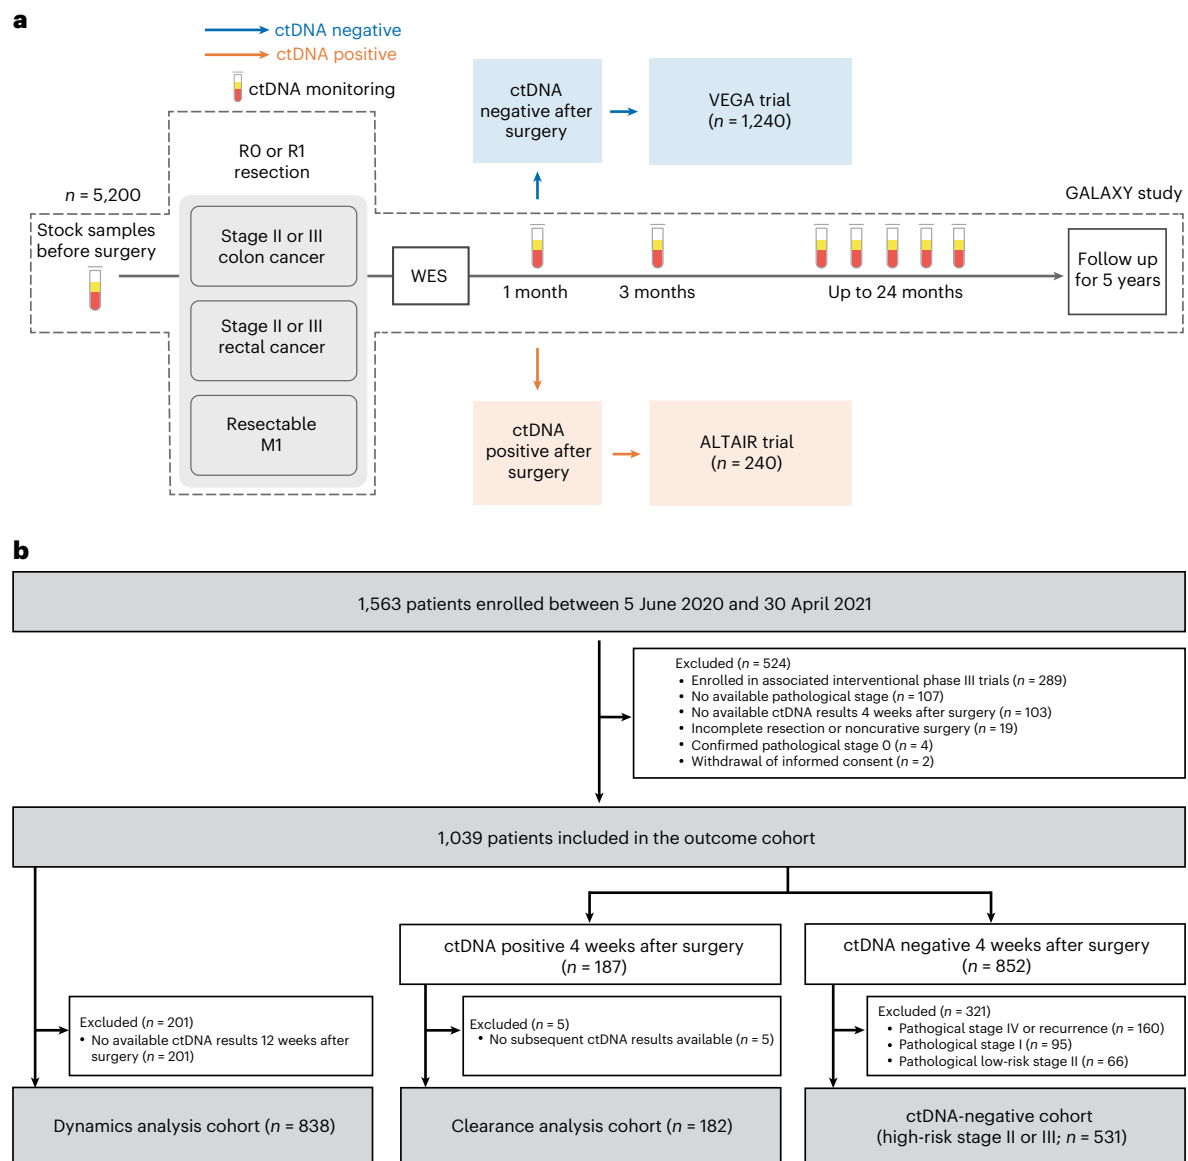 a
ctDNA negative
ctDNA positive
ctDNA monitoring
R0 or R1
resection
n = 5,200
Stock samples
before surgery
Stage II or III
colon cancer
Stage II or III
rectal cancer
Resectable
M1
WES
ctDNA
negative after
surgery
VEGA trial
(n = 1,240)
GALAXY study
1 month
3 months
Up to 24 months
Follow up
for 5 years
ctDNA
positive after
surgery
ALTAIR trial
(n = 240)
b
1,563 patients enrolled between 5 June 2020 and 30 April 2021
Excluded (n = 524)
• Enrolled in associated interventional phase III trials (n = 289)
• No available pathological stage (n = 107)
• No available ctDNA results 4 weeks after surgery (n = 103)
• Incomplete resection or noncurative surgery (n = 19)
• Confirmed pathological stage 0 (n = 4)
• Withdrawal of informed consent (n = 2)
1,039 patients included in the outcome cohort
ctDNA positive 4 weeks after surgery
(n = 187)
ctDNA negative 4 weeks after surgery
(n = 852)
Excluded (n = 201)
• No available ctDNA results 12 weeks after
surgery (n = 201)
Excluded (n = 5)
• No subsequent ctDNA results available (n = 5)
Excluded (n = 321)
• Pathogical stage IV or recurrence (n = 160)
• Pathological stage I (n = 95)
• Pathological low-risk stage II (n = 66)
Dynamics analysis cohort (n = 838)
Clearance analysis cohort (n = 182)
ctDNA-negative cohort
(high-risk stage II or III; n = 531)